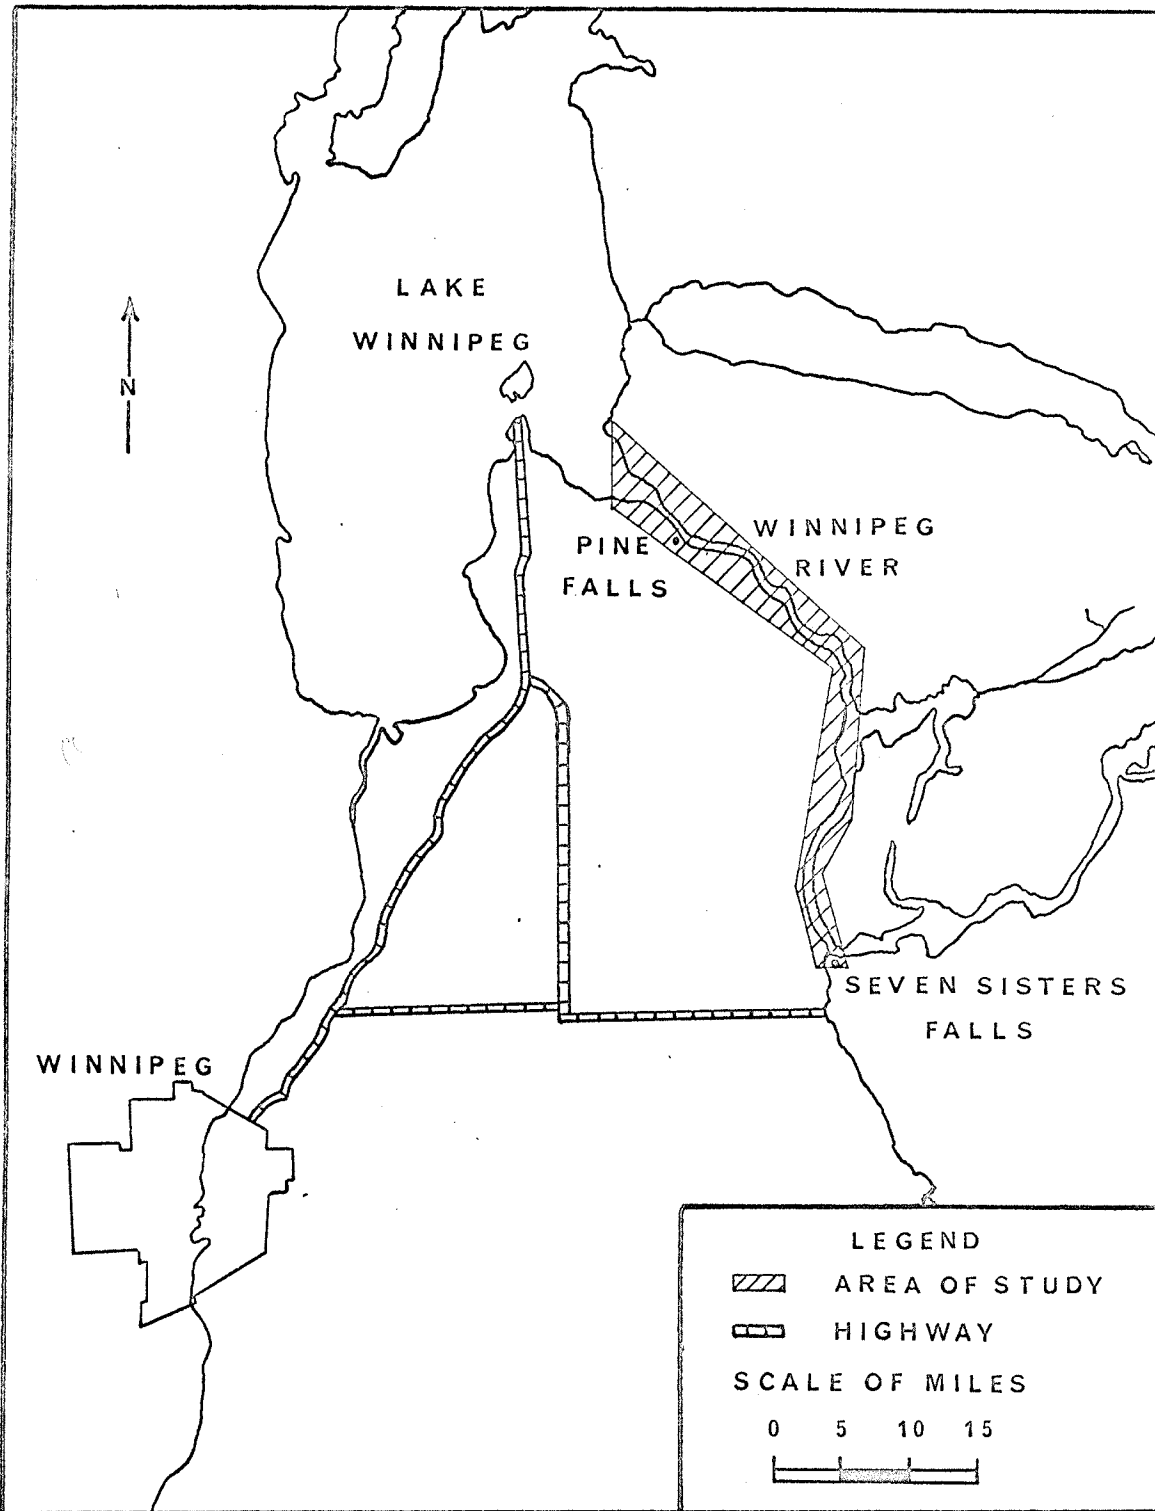 LAKE
WINNIPEG
N
WINNIPEG
RIVER
PINE
FALLS
SEVEN SISTERS
FALLS
WINNIPEG
LEGEND
AREA OF STUDY
HIGHWAY
SCALE OF MILES
0 5 10 15